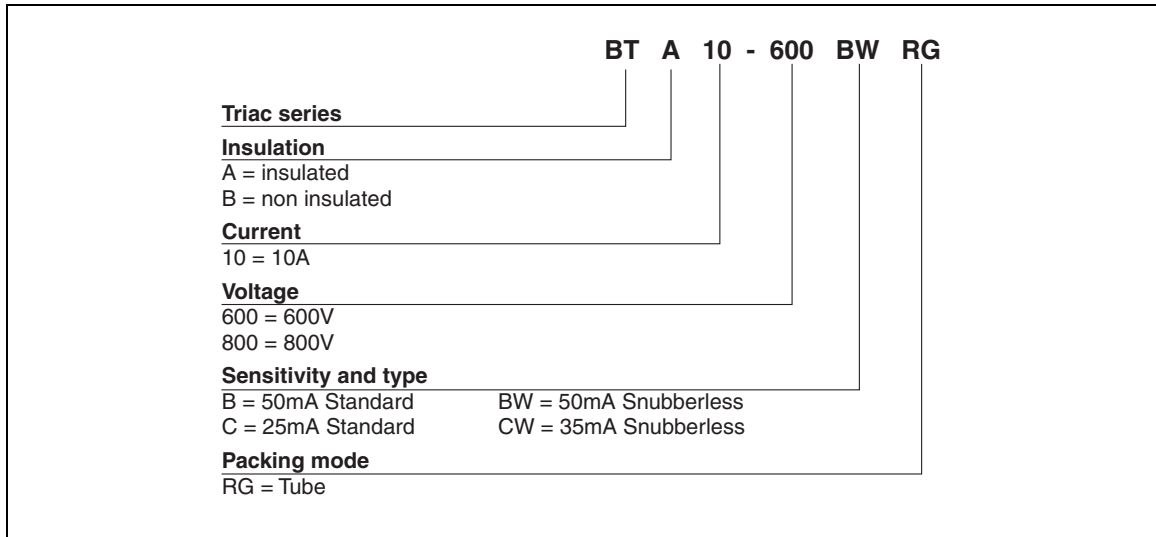 BT A 10 - 600 BW RG
Triac series
Insulation
A = insulated
B = non insulated
Current
10 = 10A
Voltage
600 = 600V
800 = 800V
Sensitivity and type
B = 50mA Standard BW = 50mA Snubberless
C = 25mA Standard CW = 35mA Snubberless
Packing mode
RG = Tube